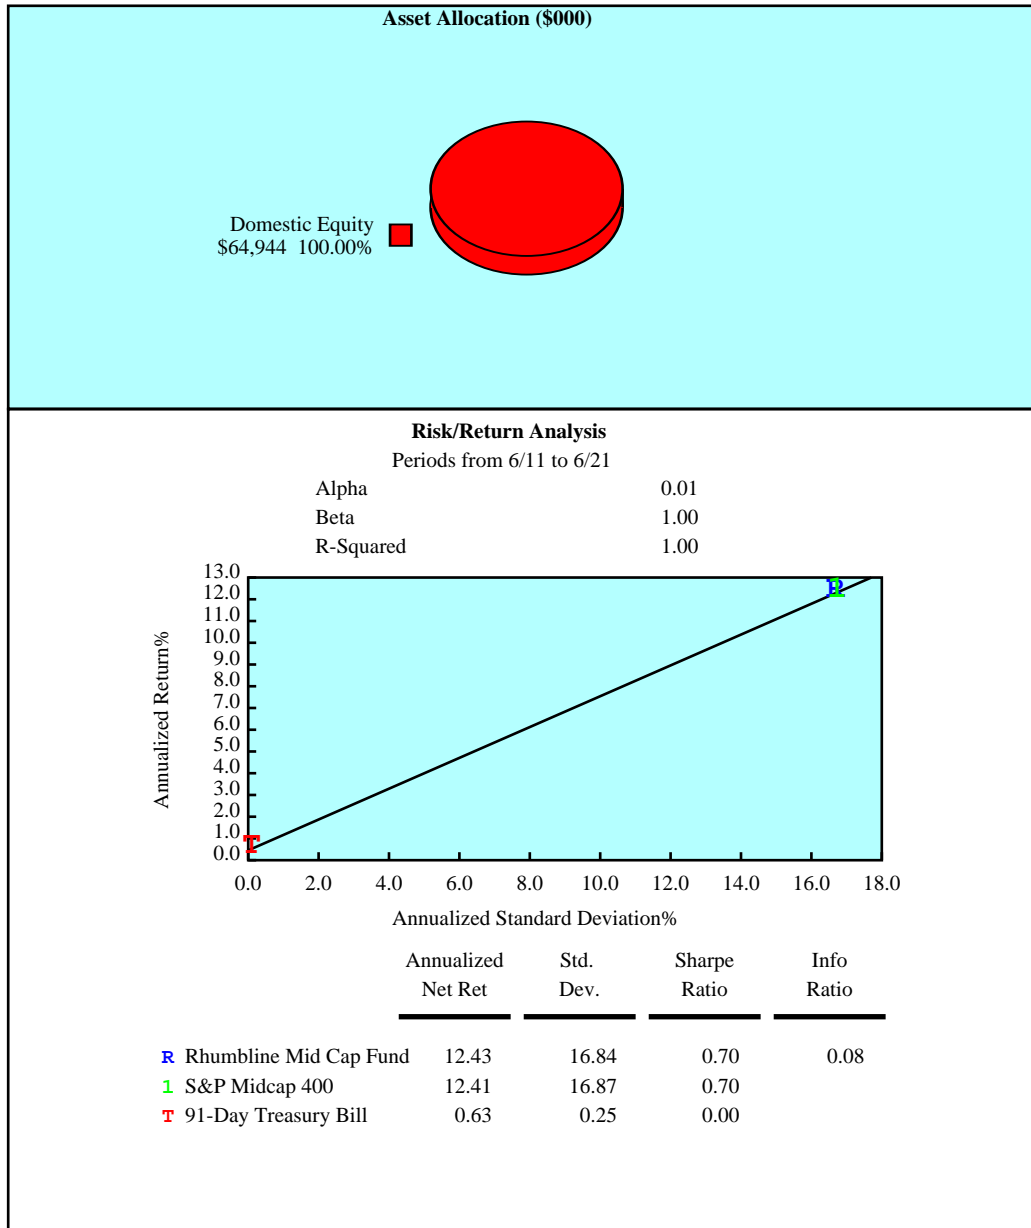 Asset Allocation ($000)
Domestic Equity
$64,944 100.00%
Risk/Return Analysis
Periods from 6/11 to 6/21
Alpha 0.01
Beta 1.00
R-Squared 1.00
13.0
12.0
11.0
10.0
9.0
8.0
7.0
6.0
5.0
4.0
3.0
2.0
1.0
0.0
Annualized Return%
R
1
T
0.0 2.0 4.0 6.0 8.0 10.0 12.0 14.0 16.0 18.0
Annualized Standard Deviation%
Annualized Std. Sharpe Info
Net Ret Dev. Ratio Ratio
R Rhumbline Mid Cap Fund 12.43 16.84 0.70 0.08
1 S&P Midcap 400 12.41 16.87 0.70
T 91-Day Treasury Bill 0.63 0.25 0.00